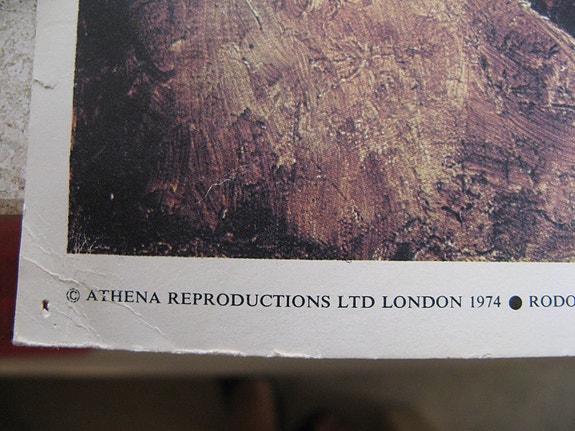 © ATHENA REPRODUCTIONS LTD LONDON 1974 ● RODO